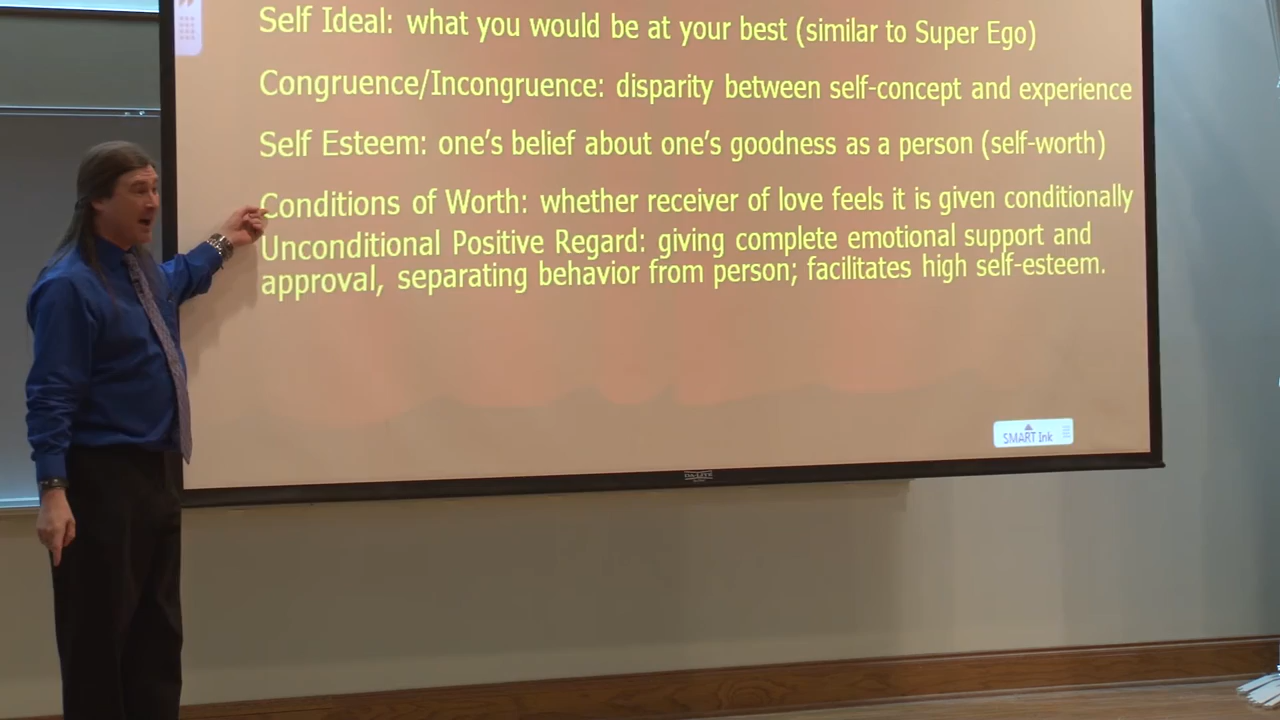 Self Ideal: what you would be at your best (similar to Super Ego)
Congruence/Incongruence: disparity between self-concept and experience
Self Esteem: one's belief about one's goodness as a person (self-worth)
Conditions of Worth: whether receiver of love feels it is given conditionally
Unconditional Positive Regard: giving complete emotional support and
approval, separating behavior from person; facilitates high self-esteem.
SMART Ink
DA-LITE